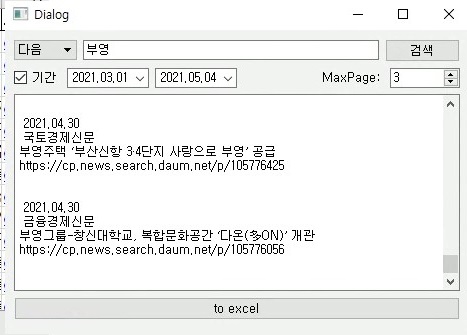 Dialog
다음 부영 검색
기간 2021,03,01 2021,05,04 MaxPage: 3
2021,04,30
국토경제신문
부영주택 '부산신항 3·4단지 사랑으로 부영' 공급
https://cp.news.search.daum.net/p/105776425
2021,04,30
금융경제신문
부영그룹-창신대학교, 복합문화공간 '다온(多ON)' 개관
https://cp.news.search.daum.net/p/105776056
to excel